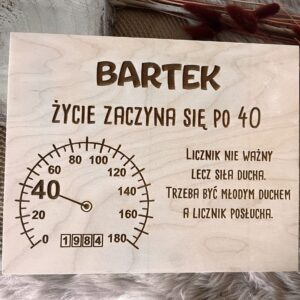 BARTEK
ŻYCIE ZACZYNA SIĘ PO 40
LICZNIK NIE WAŻNY
LECZ SIŁA DUCHA.
TRZEBA BYĆ MŁODYM DUCHEM
A LICZNIK POSŁUCHA.
0 20 40 60 80 100 120 140 160 180
1984